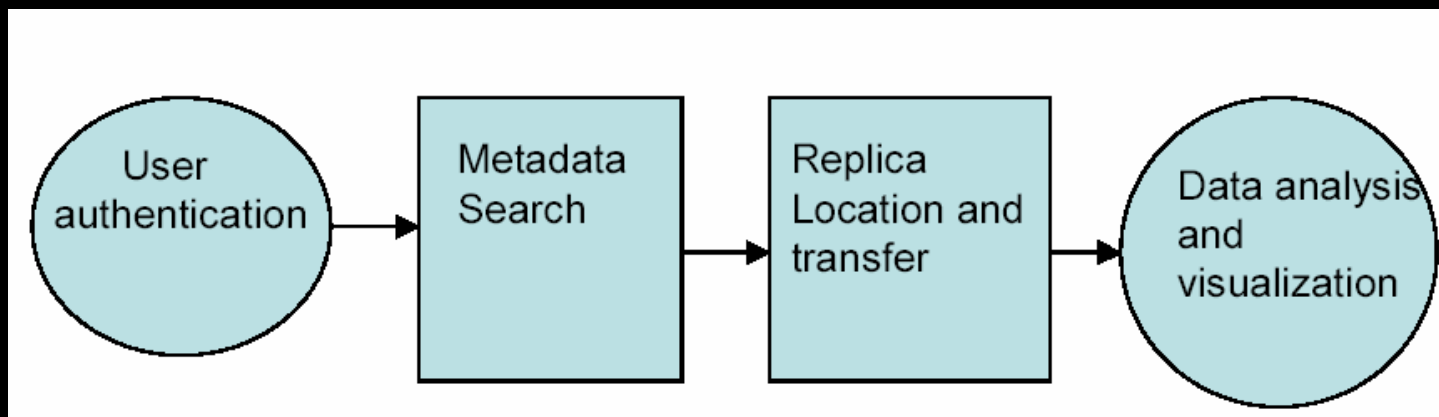 User
authentication
Metadata
Search
Replica
Location and
transfer
Data analysis
and
visualization